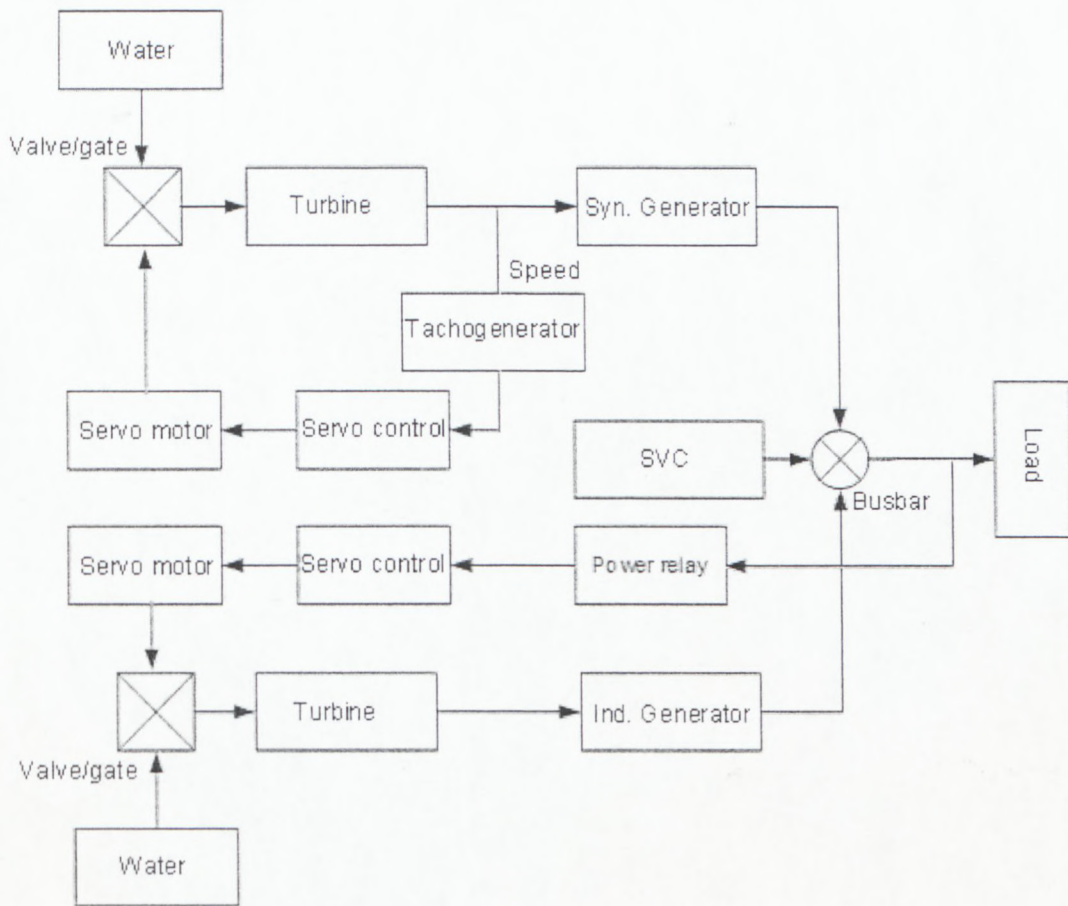 Water
Valve/gate
Turbine
Syn. Generator
Speed
Tachogenerator
Servo motor
Servo control
SVC
Load
Busbar
Servo motor
Servo control
Power relay
Turbine
Ind. Generator
Valve/gate
Water